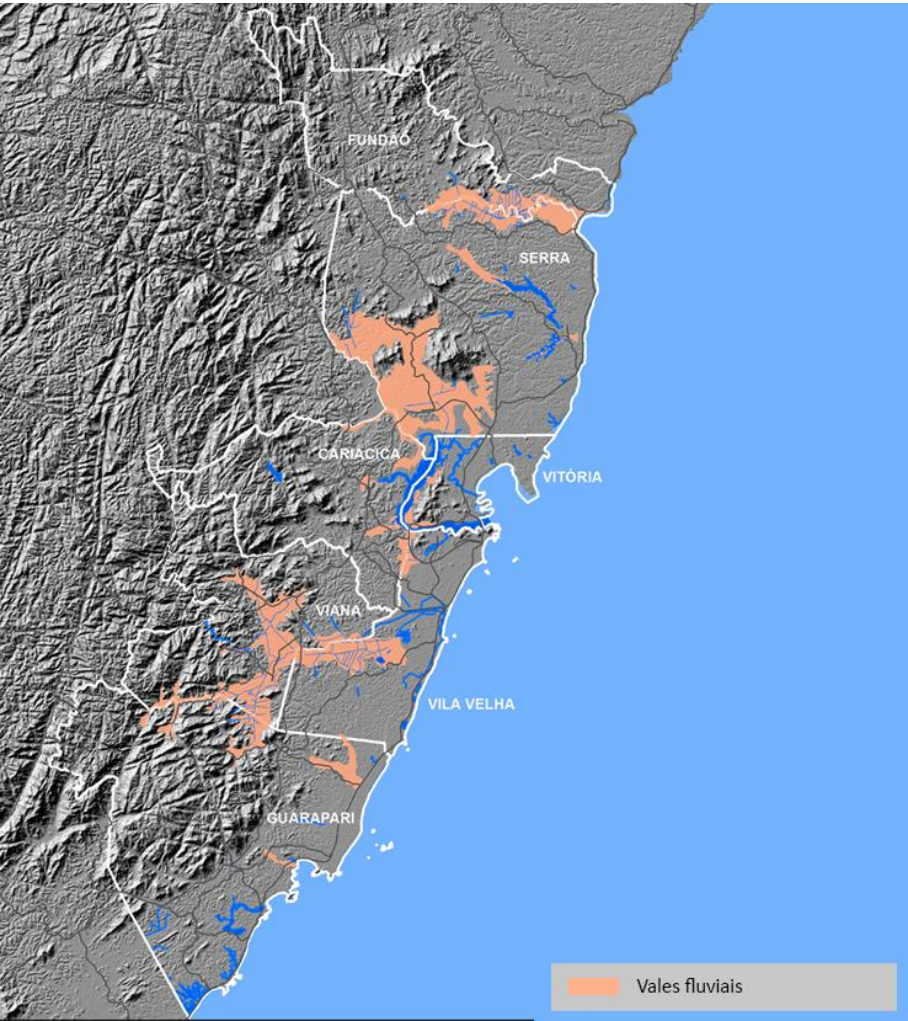 FUNDÃO
SERRA
CARIACICA
VITÓRIA
VIANA
VILA VELHA
GUARAPARI
Vales fluviais